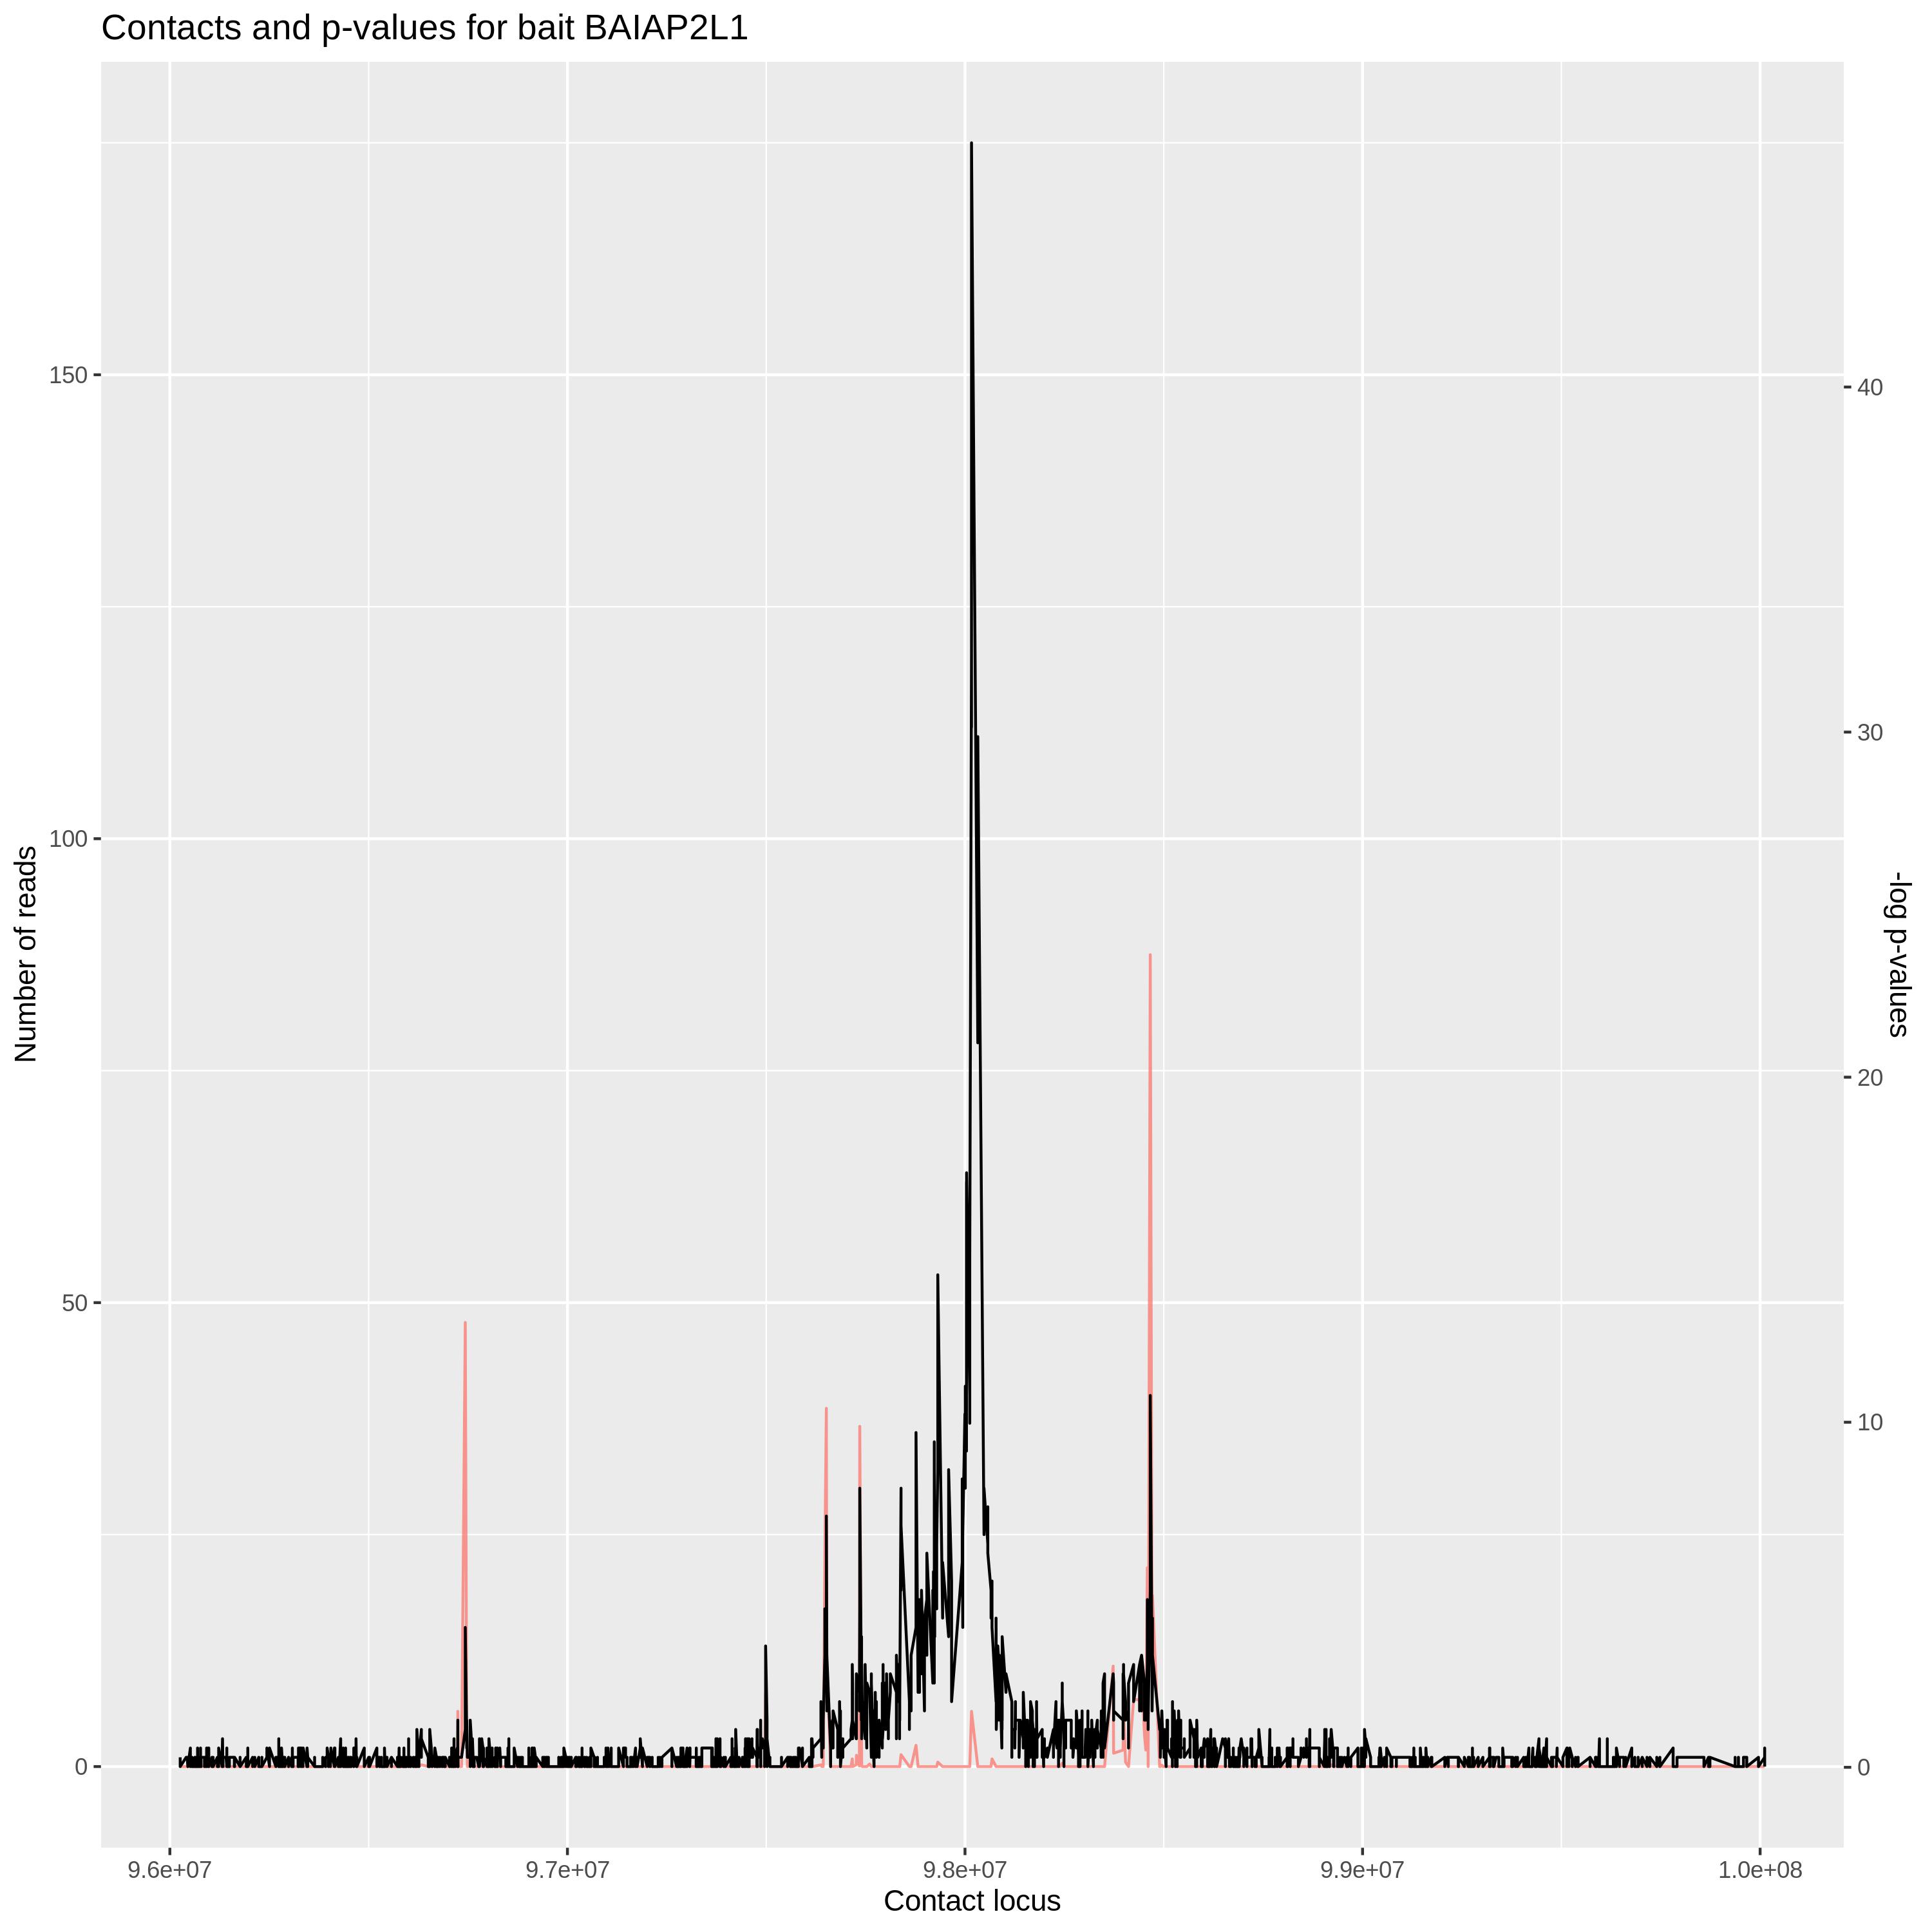 Contacts and p-values for bait BAIAP2L1
150
100
50
0
Number of reads
40
30
20
10
0
-log p-values
9.6e+07 9.7e+07 9.8e+07 9.9e+07 1.0e+08
Contact locus